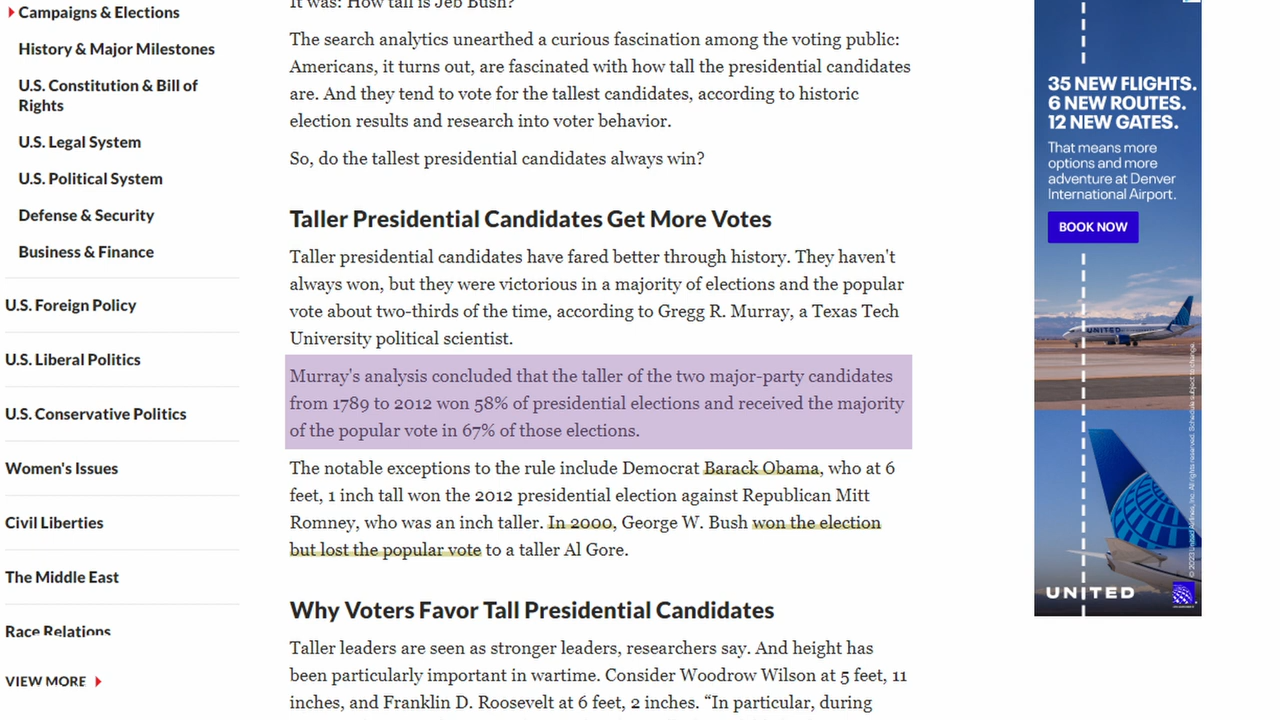 Campaigns & Elections
History & Major Milestones
U.S. Constitution & Bill of
Rights
U.S. Legal System
U.S. Political System
Defense & Security
Business & Finance
U.S. Foreign Policy
U.S. Liberal Politics
U.S. Conservative Politics
Women's Issues
Civil Liberties
The Middle East
Race Relations
VIEW MORE
It was: How tall is Jeb Bush?
The search analytics unearthed a curious fascination among the voting public:
Americans, it turns out, are fascinated with how tall the presidential candidates
are. And they tend to vote for the tallest candidates, according to historic
election results and research into voter behavior.
So, do the tallest presidential candidates always win?
Taller Presidential Candidates Get More Votes
Taller presidential candidates have fared better through history. They haven't
always won, but they were victorious in a majority of elections and the popular
vote about two-thirds of the time, according to Gregg R. Murray, a Texas Tech
University political scientist.
Murray's analysis concluded that the taller of the two major-party candidates
from 1789 to 2012 won 58% of presidential elections and received the majority
of the popular vote in 67% of those elections.
The notable exceptions to the rule include Democrat Barack Obama, who at 6
feet, 1 inch tall won the 2012 presidential election against Republican Mitt
Romney, who was an inch taller. In 2000, George W. Bush won the election
but lost the popular vote to a taller Al Gore.
Why Voters Favor Tall Presidential Candidates
Taller leaders are seen as stronger leaders, researchers say. And height has
been particularly important in wartime. Consider Woodrow Wilson at 5 feet, 11
inches, and Franklin D. Roosevelt at 6 feet, 2 inches. “In particular, during
35 NEW FLIGHTS.
6 NEW ROUTES.
12 NEW GATES.
That means more
options and more
adventure at Denver
International Airport.
BOOK NOW
UNITED
UNITED
© 2023 United Airlines, Inc. All rights reserved. Schedule subject to change.